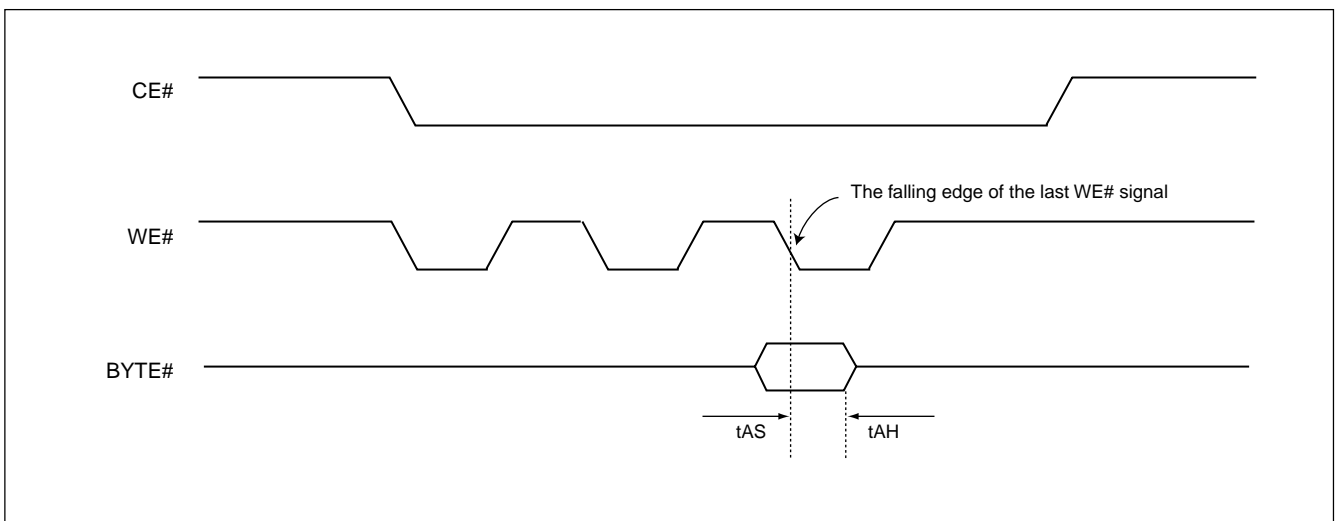 CE#
The falling edge of the last WE# signal
WE#
BYTE#
tAS
tAH